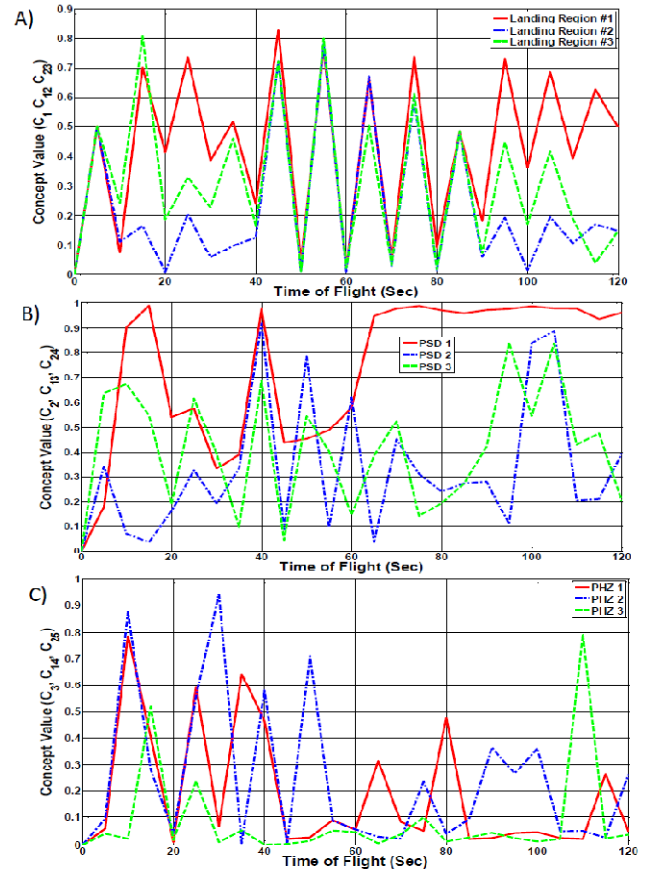 A)
Landing Region #1
Landing Region #2
Landing Region #3
Concept Value (C1 C12 C23)
0.9
0.8
0.7
0.6
0.5
0.4
0.3
0.2
0.1
0
0 20 40 60 80 100 120
Time of Flight (Sec)
B)
PSD 1
PSD 2
PSD 3
Concept Value (C2, C13, C24)
1
0.9
0.8
0.7
0.6
0.5
0.4
0.3
0.2
0.1
0
0 20 40 60 80 100 120
Time of Flight (Sec)
C)
PHZ 1
PHZ 2
PHZ 3
Concept Value (C3, C14, C25)
1
0.9
0.8
0.7
0.6
0.5
0.4
0.3
0.2
0.1
0
0 20 40 60 80 100 120
Time of Flight (Sec)